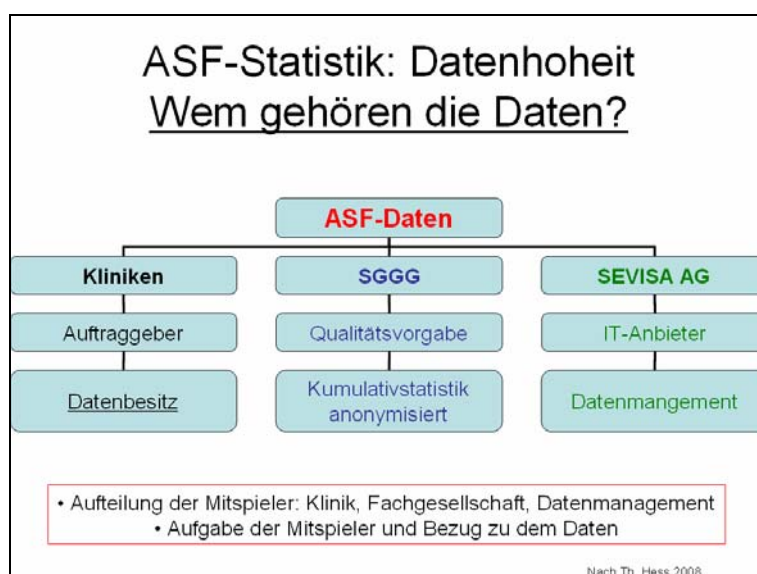 ASF-Statistik: Datenhoheit
Wem gehören die Daten?
ASF-Daten
Kliniken
SGGG
SEVISA AG
Auftraggeber
Qualitätsvorgabe
IT-Anbieter
Datenbesitz
Kumulativstatistik
anonymisiert
Datenmangement
• Aufteilung der Mitspieler: Klinik, Fachgesellschaft, Datenmanagement
• Aufgabe der Mitspieler und Bezug zu dem Daten
Nach Th. Hess 2008